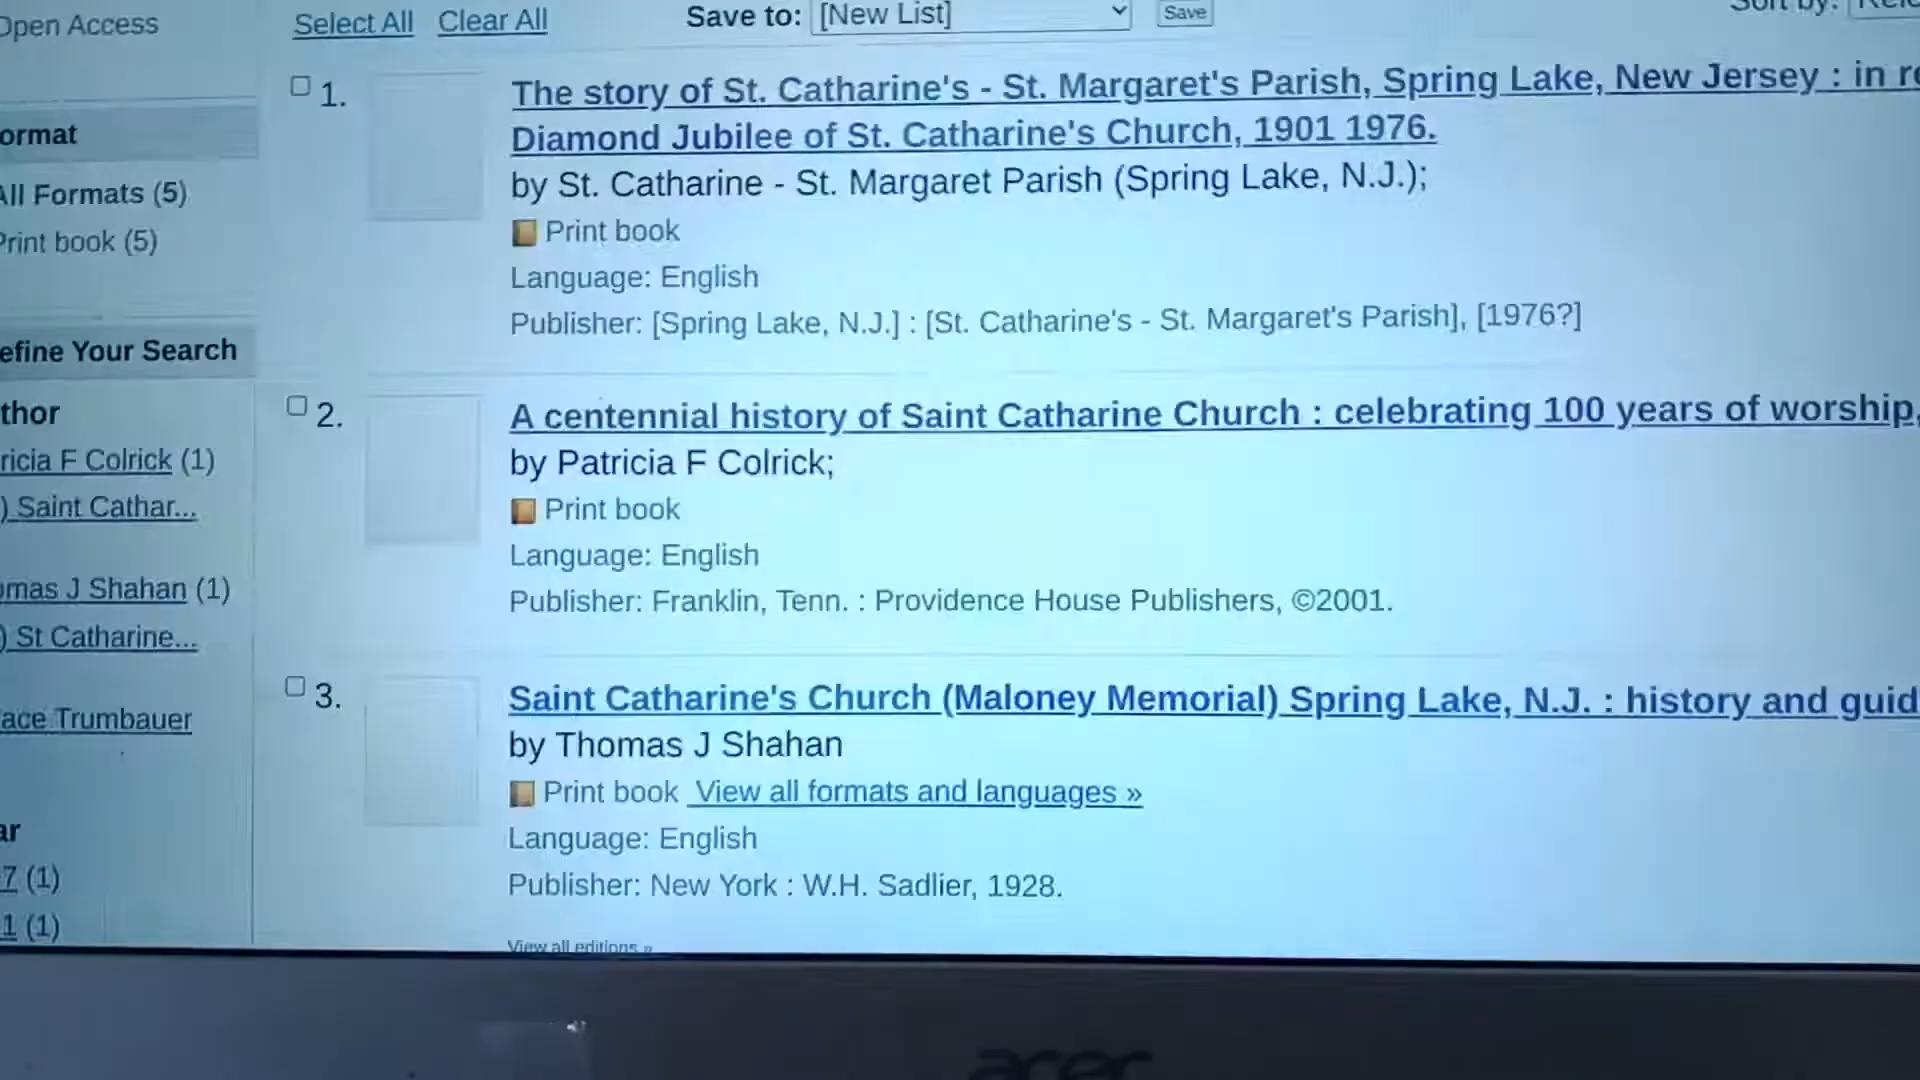 Open Access
Select All Clear All
Save to: [New List] Save
Sort by:
ormat
All Formats (5)
Print book (5)
efine Your Search
thor
ricia F Colrick (1)
) Saint Cathar...
omas J Shahan (1)
) St Catharine...
ace Trumbauer
ar
7 (1)
1 (1)
1.
The story of St. Catharine's - St. Margaret's Parish, Spring Lake, New Jersey : in re
Diamond Jubilee of St. Catharine's Church, 1901 1976.
by St. Catharine - St. Margaret Parish (Spring Lake, N.J.);
Print book
Language: English
Publisher: [Spring Lake, N.J.] : [St. Catharine's - St. Margaret's Parish], [1976?]
2.
A centennial history of Saint Catharine Church : celebrating 100 years of worship,
by Patricia F Colrick;
Print book
Language: English
Publisher: Franklin, Tenn. : Providence House Publishers, ©2001.
3.
Saint Catharine's Church (Maloney Memorial) Spring Lake, N.J. : history and guid
by Thomas J Shahan
Print book View all formats and languages »
Language: English
Publisher: New York : W.H. Sadlier, 1928.
View all editions »
acer